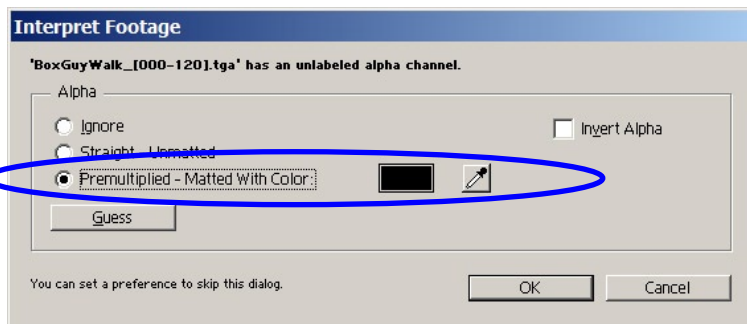 Interpret Footage
'BoxGuyWalk_[000-120].tga' has an unlabeled alpha channel.
Alpha
Ignore
Invert Alpha
Straight - Unmatted
Premultiplied - Matted With Color:
Guess
You can set a preference to skip this dialog.
OK
Cancel